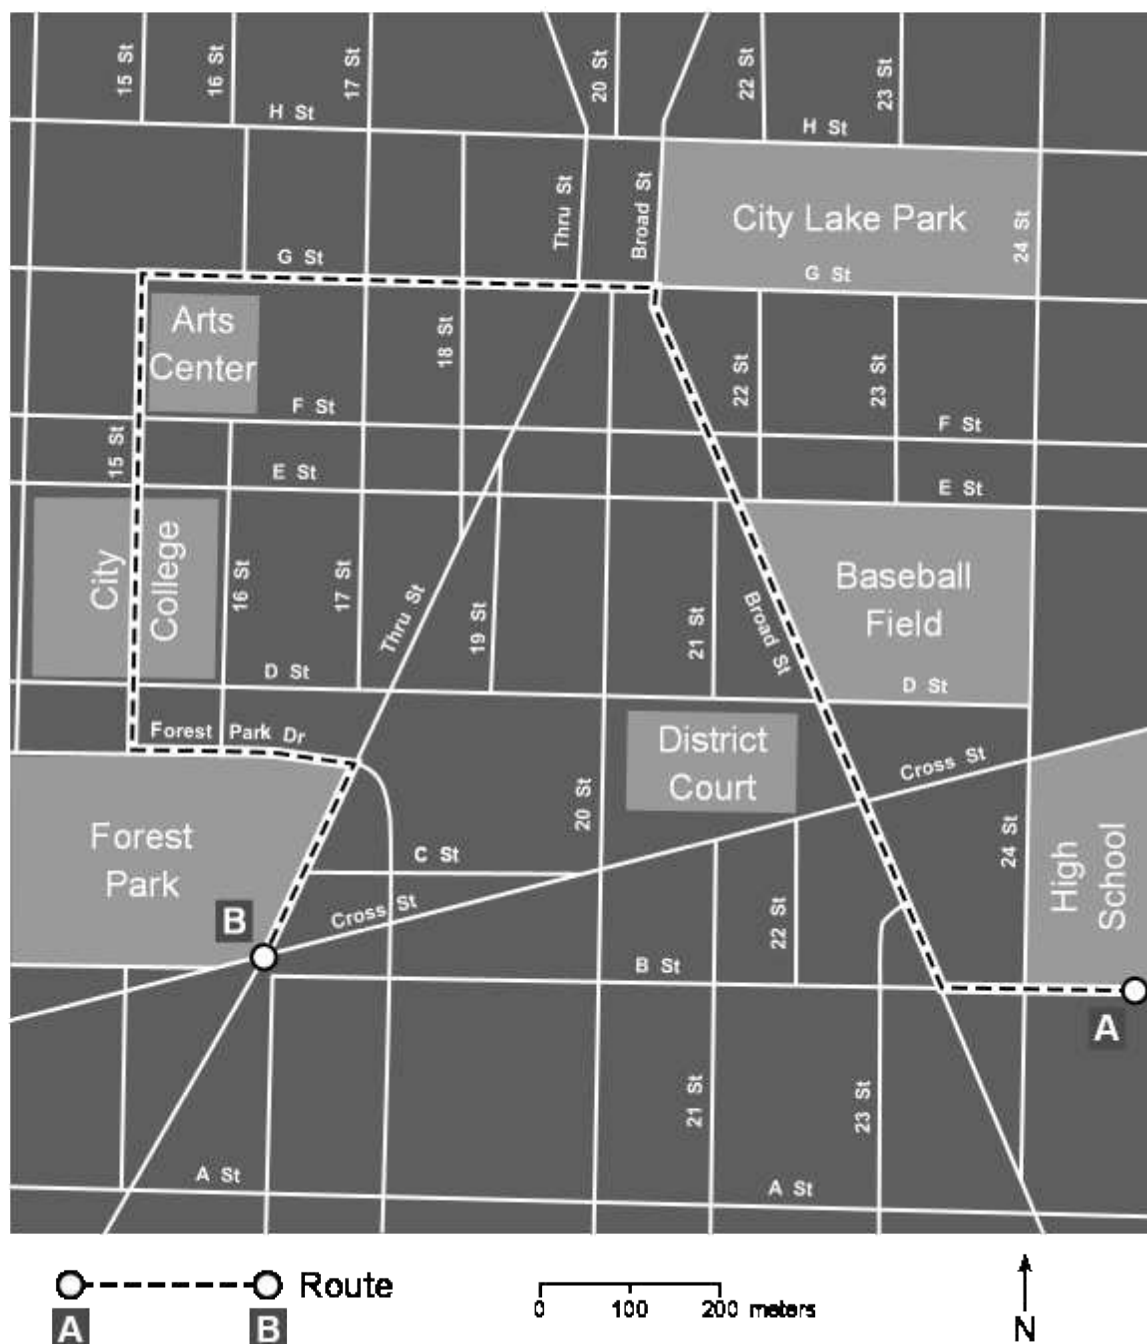 15 St
16 St
17 St
20 St
22 St
23 St
H St
H St
Thru St
Broad St
City Lake Park
24 St
G St
G St
Arts
Center
18 St
22 St
23 St
F St
F St
15 St
E St
E St
City
College
16 St
17 St
Thru St
19 St
21 St
Broad St
Baseball
Field
D St
D St
Forest Park Dr
District
Court
Cross St
20 St
Forest
Park
C St
24 St
High
School
B
Cross St
22 St
B St
A
21 St
23 St
A St
A St
Route
A
B
0 100 200 meters
N